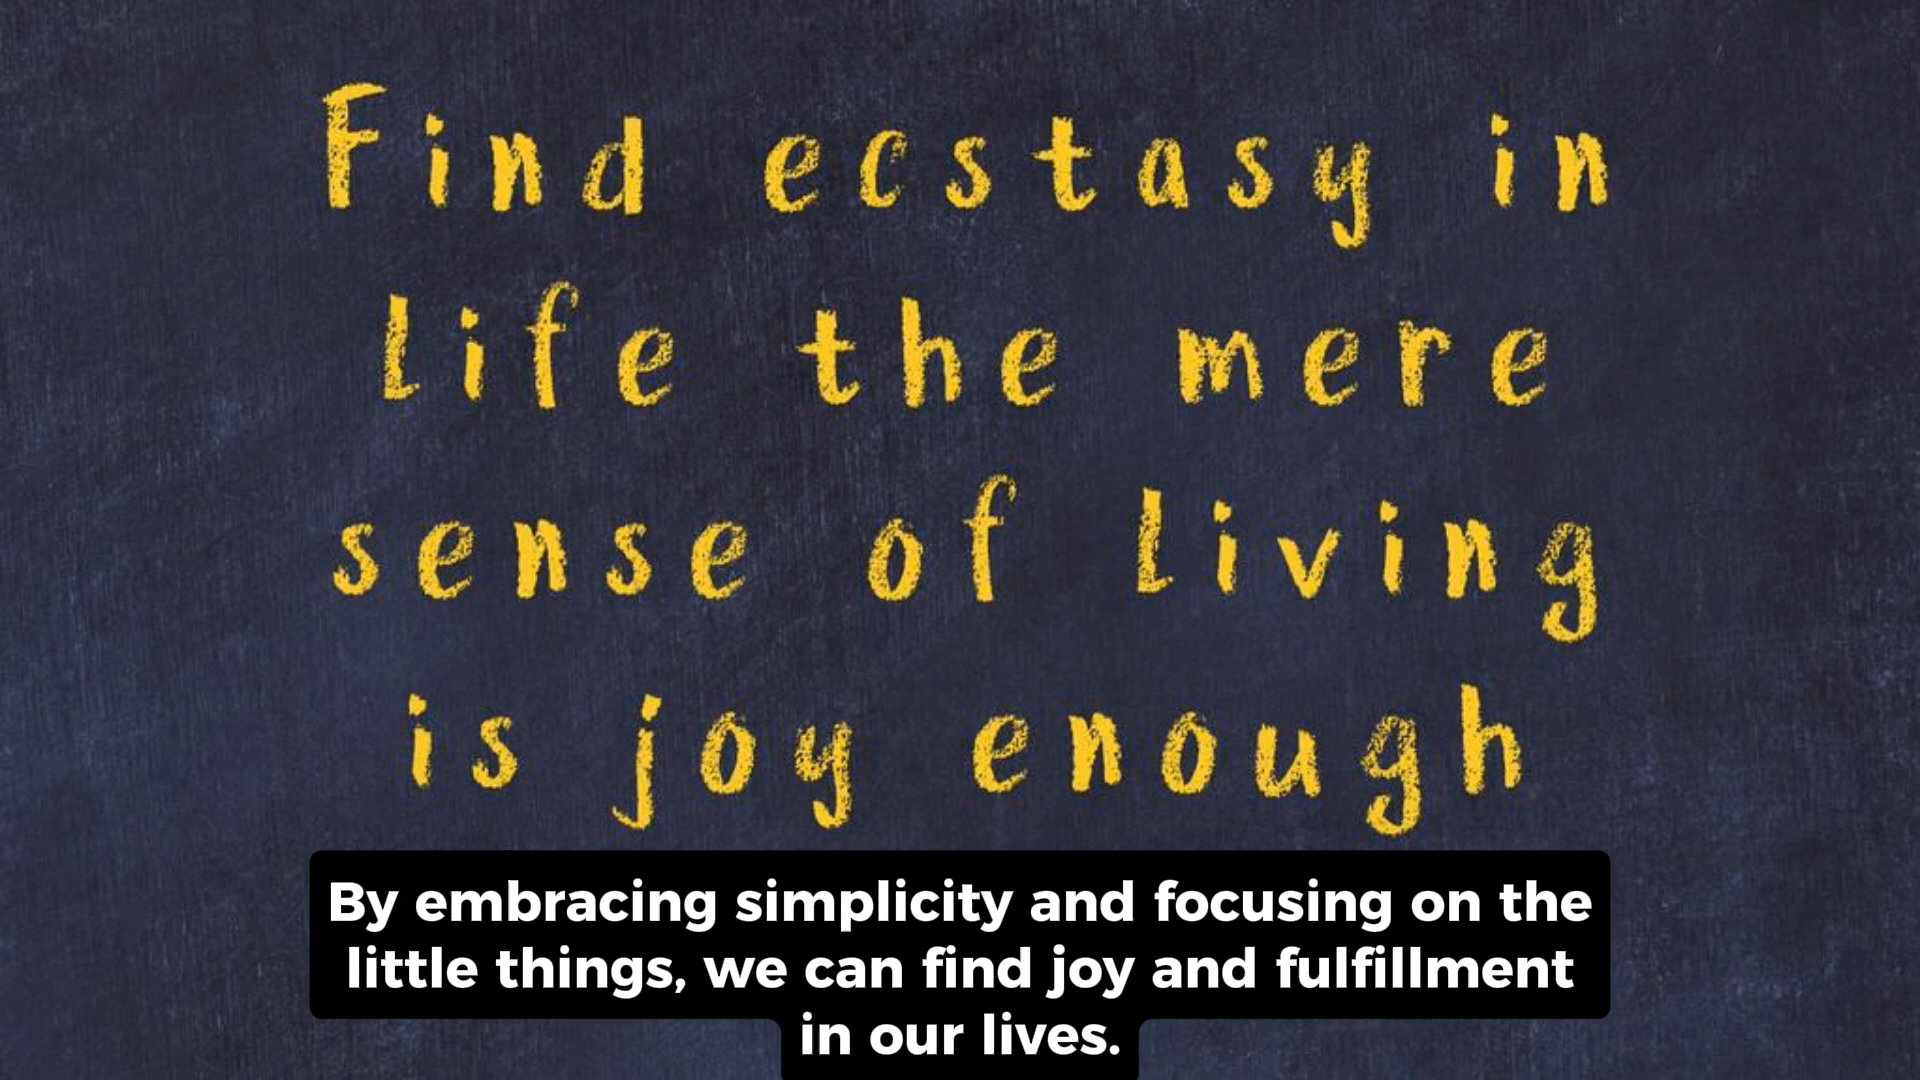 Find ecstasy in
life the mere
sense of living
is joy enough
By embracing simplicity and focusing on the
little things, we can find joy and fulfillment
in our lives.